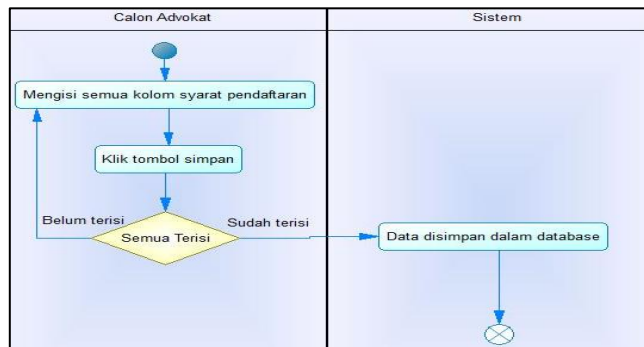 Calon Advokat
Sistem
Mengisi semua kolom syarat pendaftaran
Klik tombol simpan
Belum terisi
Semua Terisi
Sudah terisi
Data disimpan dalam database